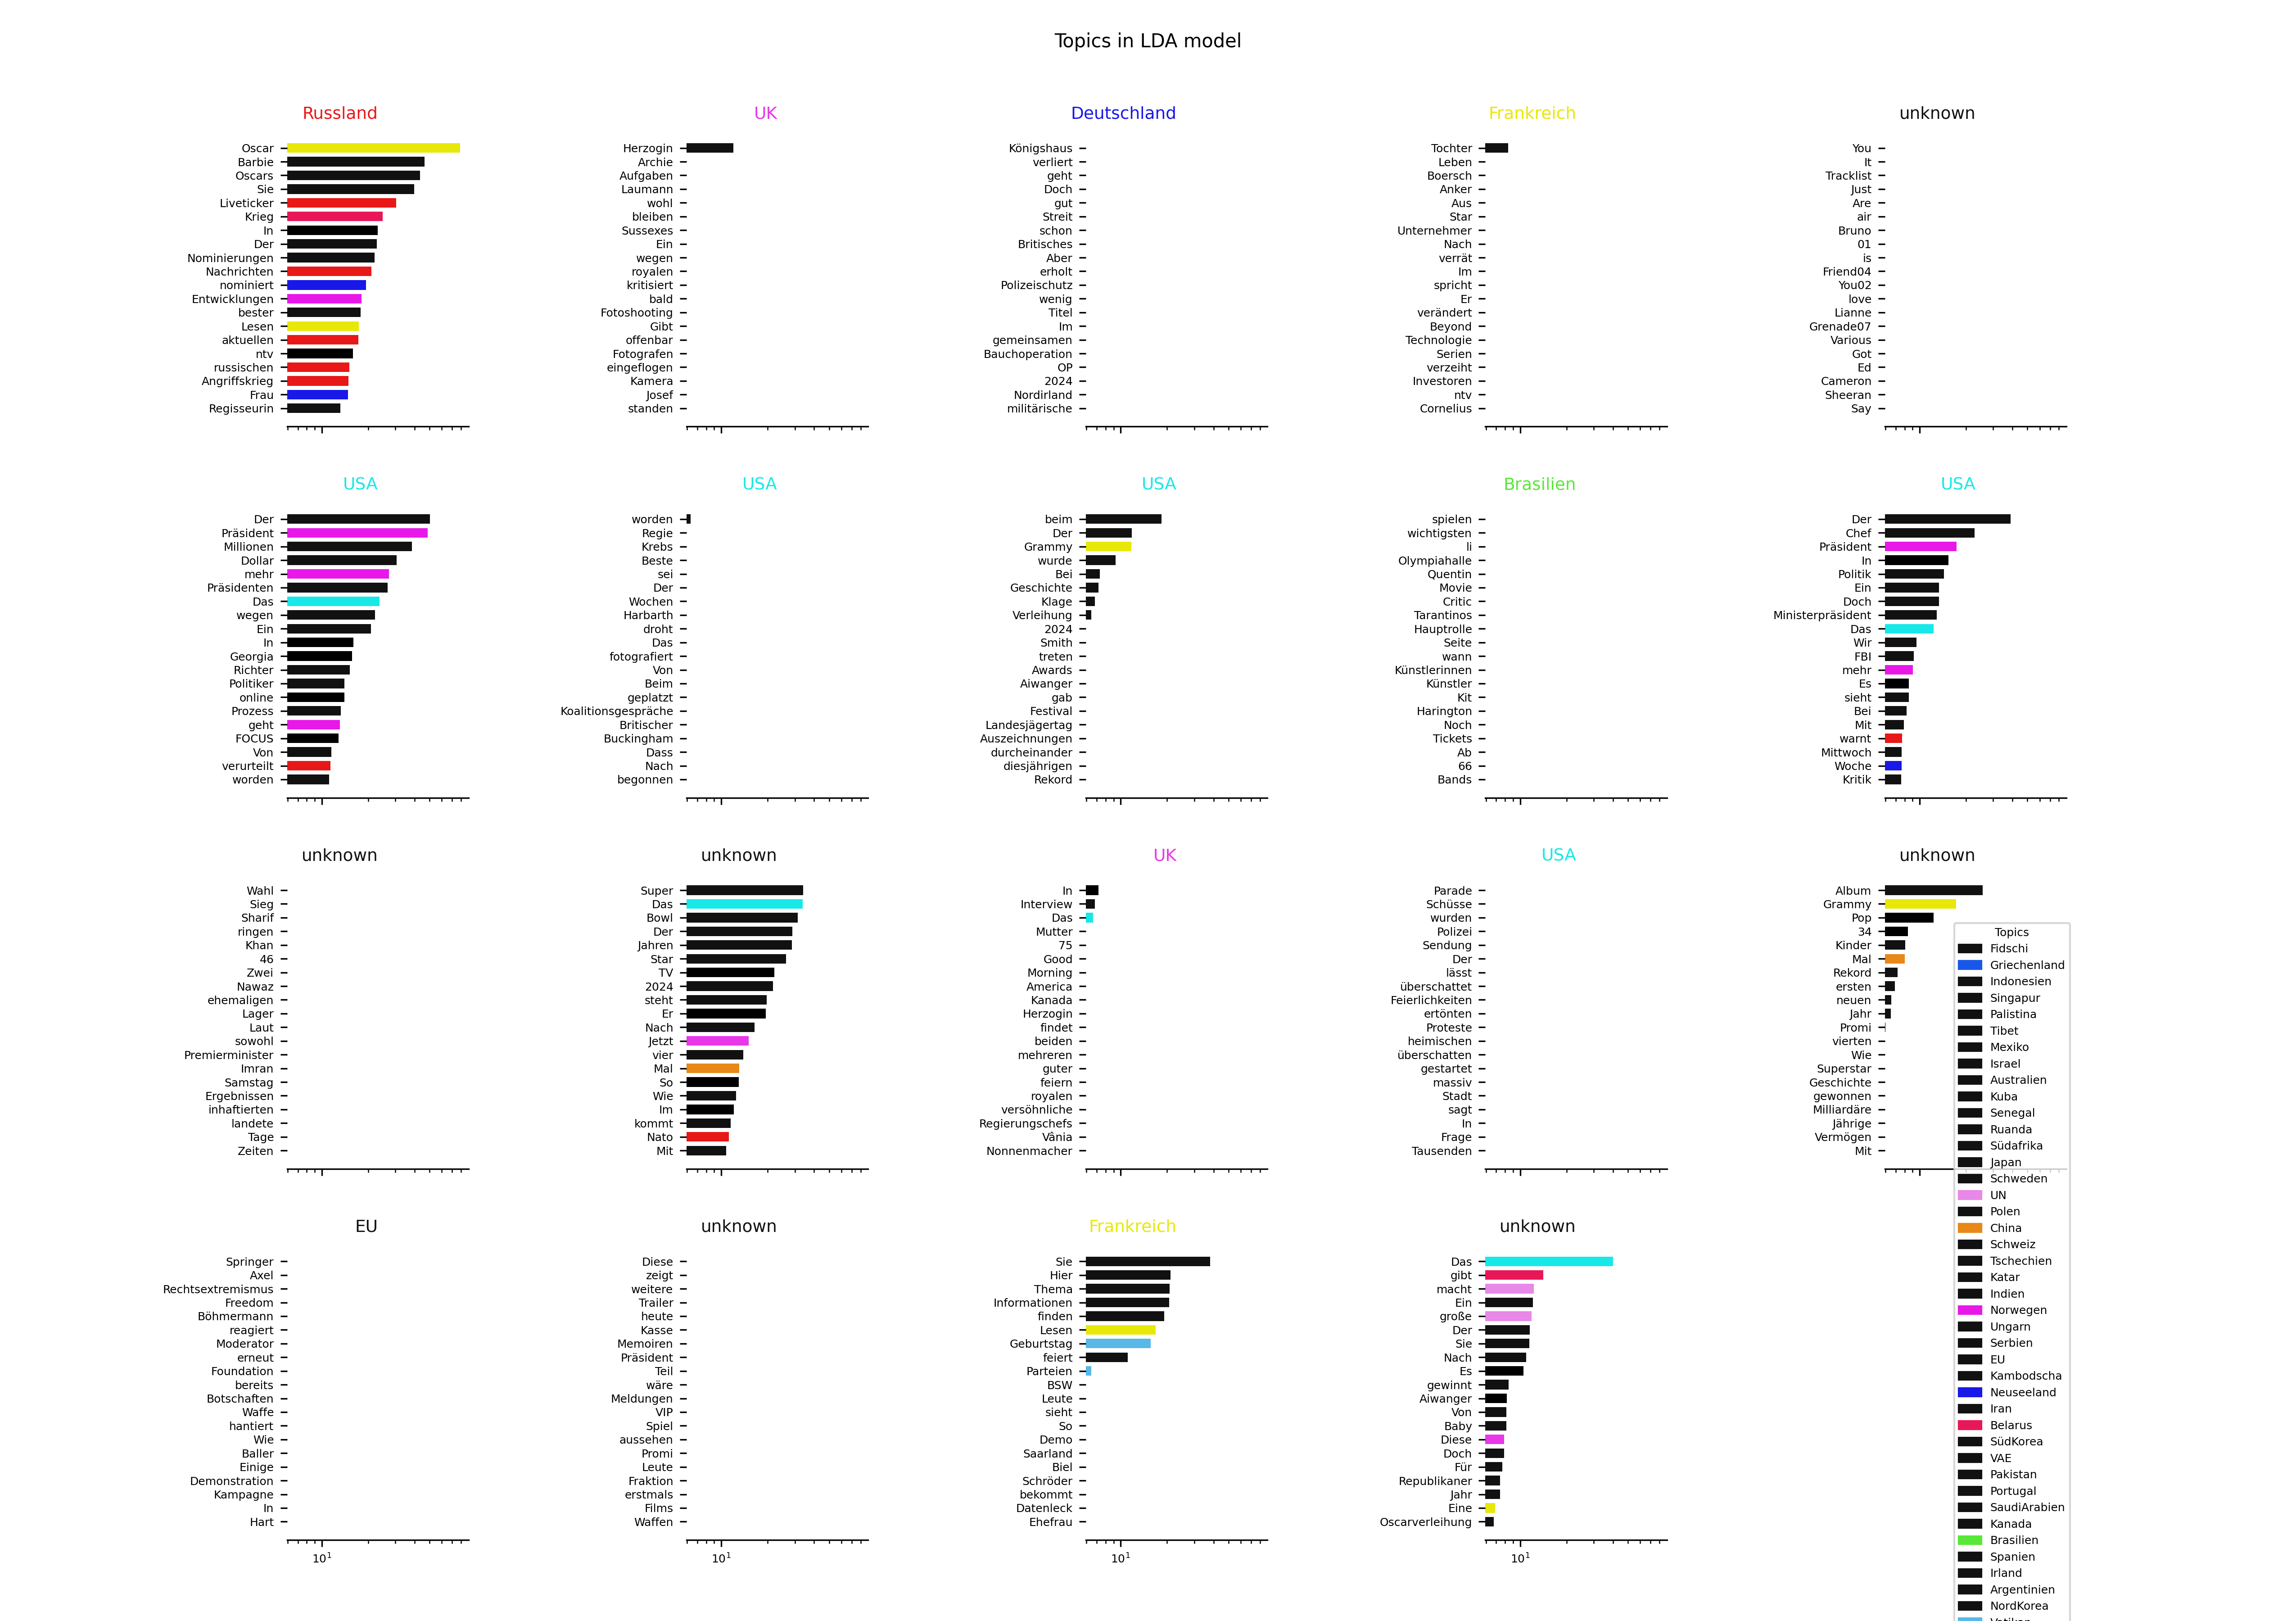 Topics in LDA model
Russland
Oscar
Barbie
Oscars
Sie
Liveticker
Krieg
In
Der
Nominierungen
Nachrichten
nominiert
Entwicklungen
bester
Lesen
aktuellen
ntv
russischen
Angriffskrieg
Frau
Regisseurin
UK
Herzogin
Archie
Aufgaben
Laumann
wohl
bleiben
Sussexes
Ein
wegen
royalen
kritisiert
bald
Fotoshooting
Gibt
offenbar
Fotografen
eingeflogen
Kamera
Josef
standen
Deutschland
Königshaus
verliert
geht
Doch
gut
Streit
schon
Britisches
Aber
erholt
Polizeischutz
wenig
Titel
Im
gemeinsamen
Bauchoperation
OP
2024
Nordirland
militärische
Frankreich
Tochter
Leben
Boersch
Anker
Aus
Star
Unternehmer
Nach
verrät
Im
spricht
Er
verändert
Beyond
Technologie
Serien
verzeiht
Investoren
ntv
Cornelius
unknown
You
It
Tracklist
Just
Are
air
Bruno
01
is
Friend04
You02
love
Lianne
Grenade07
Various
Got
Ed
Cameron
Sheeran
Say
USA
Der
Präsident
Millionen
Dollar
mehr
Präsidenten
Das
wegen
Ein
In
Georgia
Richter
Politiker
online
Prozess
geht
FOCUS
Von
verurteilt
worden
USA
worden
Regie
Krebs
Beste
sei
Der
Wochen
Harbarth
droht
Das
fotografiert
Von
Beim
geplatzt
Koalitionsgespräche
Britischer
Buckingham
Dass
Nach
begonnen
USA
beim
Der
Grammy
wurde
Bei
Geschichte
Klage
Verleihung
2024
Smith
treten
Awards
Aiwanger
gab
Festival
Landesjägertag
Auszeichnungen
durcheinander
diesjährigen
Rekord
Brasilien
spielen
wichtigsten
li
Olympiahalle
Quentin
Movie
Critic
Tarantinos
Hauptrolle
Seite
wann
Künstlerinnen
Künstler
Kit
Harington
Noch
Tickets
Ab
66
Bands
USA
Der
Chef
Präsident
In
Politik
Ein
Doch
Ministerpräsident
Das
Wir
FBI
mehr
Es
sieht
Bei
Mit
warnt
Mittwoch
Woche
Kritik
unknown
Wahl
Sieg
Sharif
ringen
Khan
46
Zwei
Nawaz
ehemaligen
Lager
Laut
sowohl
Premierminister
Imran
Samstag
Ergebnissen
inhaftierten
landete
Tage
Zeiten
unknown
Super
Das
Bowl
Der
Jahren
Star
TV
2024
steht
Er
Nach
Jetzt
vier
Mal
So
Wie
Im
kommt
Nato
Mit
UK
In
Interview
Das
Mutter
75
Good
Morning
America
Kanada
Herzogin
findet
beiden
mehreren
guter
feiern
royalen
versöhnliche
Regierungschefs
Vânia
Nonnenmacher
USA
Parade
Schüsse
wurden
Polizei
Sendung
Der
lässt
überschattet
Feierlichkeiten
ertönten
Proteste
heimischen
überschatten
gestartet
massiv
Stadt
sagt
In
Frage
Tausenden
unknown
Album
Grammy
Pop
34
Kinder
Mal
Rekord
ersten
neuen
Jahr
Promi
vierten
Wie
Superstar
Geschichte
gewonnen
Milliardäre
Jährige
Vermögen
Mit
EU
Springer
Axel
Rechtsextremismus
Freedom
Böhmermann
reagiert
Moderator
erneut
Foundation
bereits
Botschaften
Waffe
hantiert
Wie
Baller
Einige
Demonstration
Kampagne
In
Hart
10¹
unknown
Diese
zeigt
weitere
Trailer
heute
Kasse
Memoiren
Präsident
Teil
wäre
Meldungen
VIP
Spiel
aussehen
Promi
Leute
Fraktion
erstmals
Films
Waffen
10¹
Frankreich
Sie
Hier
Thema
Informationen
finden
Lesen
Geburtstag
feiert
Parteien
BSW
Leute
sieht
So
Demo
Saarland
Biel
Schröder
bekommt
Datenleck
Ehefrau
10¹
unknown
Das
gibt
macht
Ein
große
Der
Sie
Nach
Es
gewinnt
Aiwanger
Von
Baby
Diese
Doch
Für
Republikaner
Jahr
Eine
Oscarverleihung
10¹
Topics
Fidschi
Griechenland
Indonesien
Singapur
Palistina
Tibet
Mexiko
Israel
Australien
Kuba
Senegal
Ruanda
Südafrika
Japan
Schweden
UN
Polen
China
Schweiz
Tschechien
Katar
Indien
Norwegen
Ungarn
Serbien
EU
Kambodscha
Neuseeland
Iran
Belarus
SüdKorea
VAE
Pakistan
Portugal
SaudiArabien
Kanada
Brasilien
Spanien
Irland
Argentinien
NordKorea